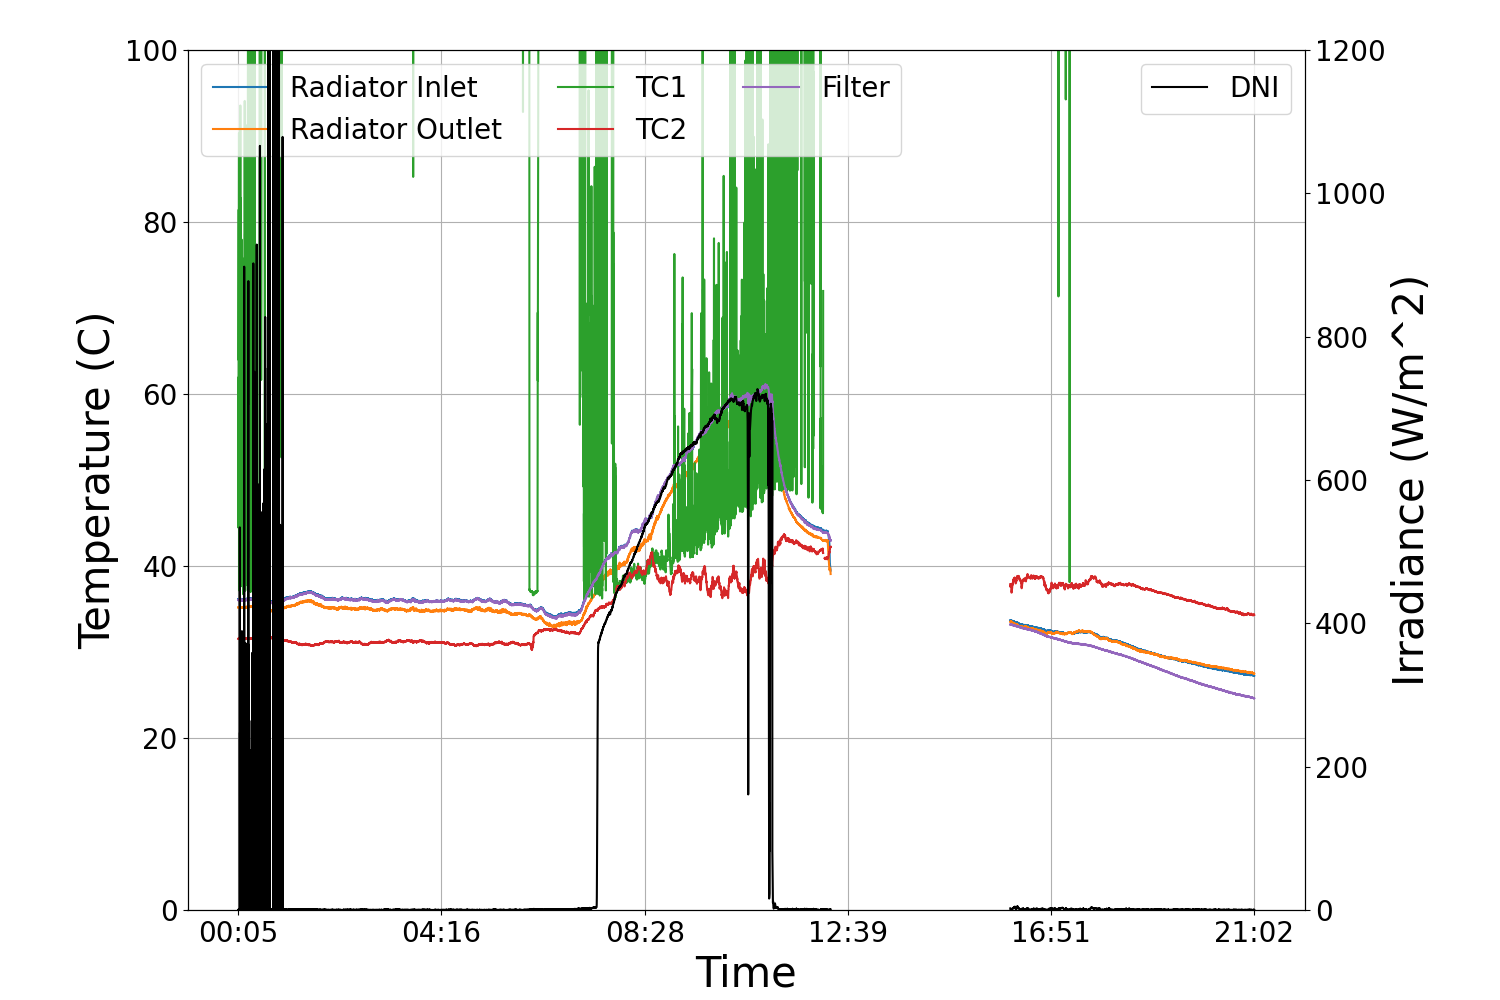 100
80
60
40
20
0
Temperature (C)
Radiator Inlet
Radiator Outlet
TC1
TC2
Filter
DNI
1200
1000
800
600
400
200
0
Irradiance (W/m^2)
00:05
04:16
08:28
12:39
16:51
21:02
Time